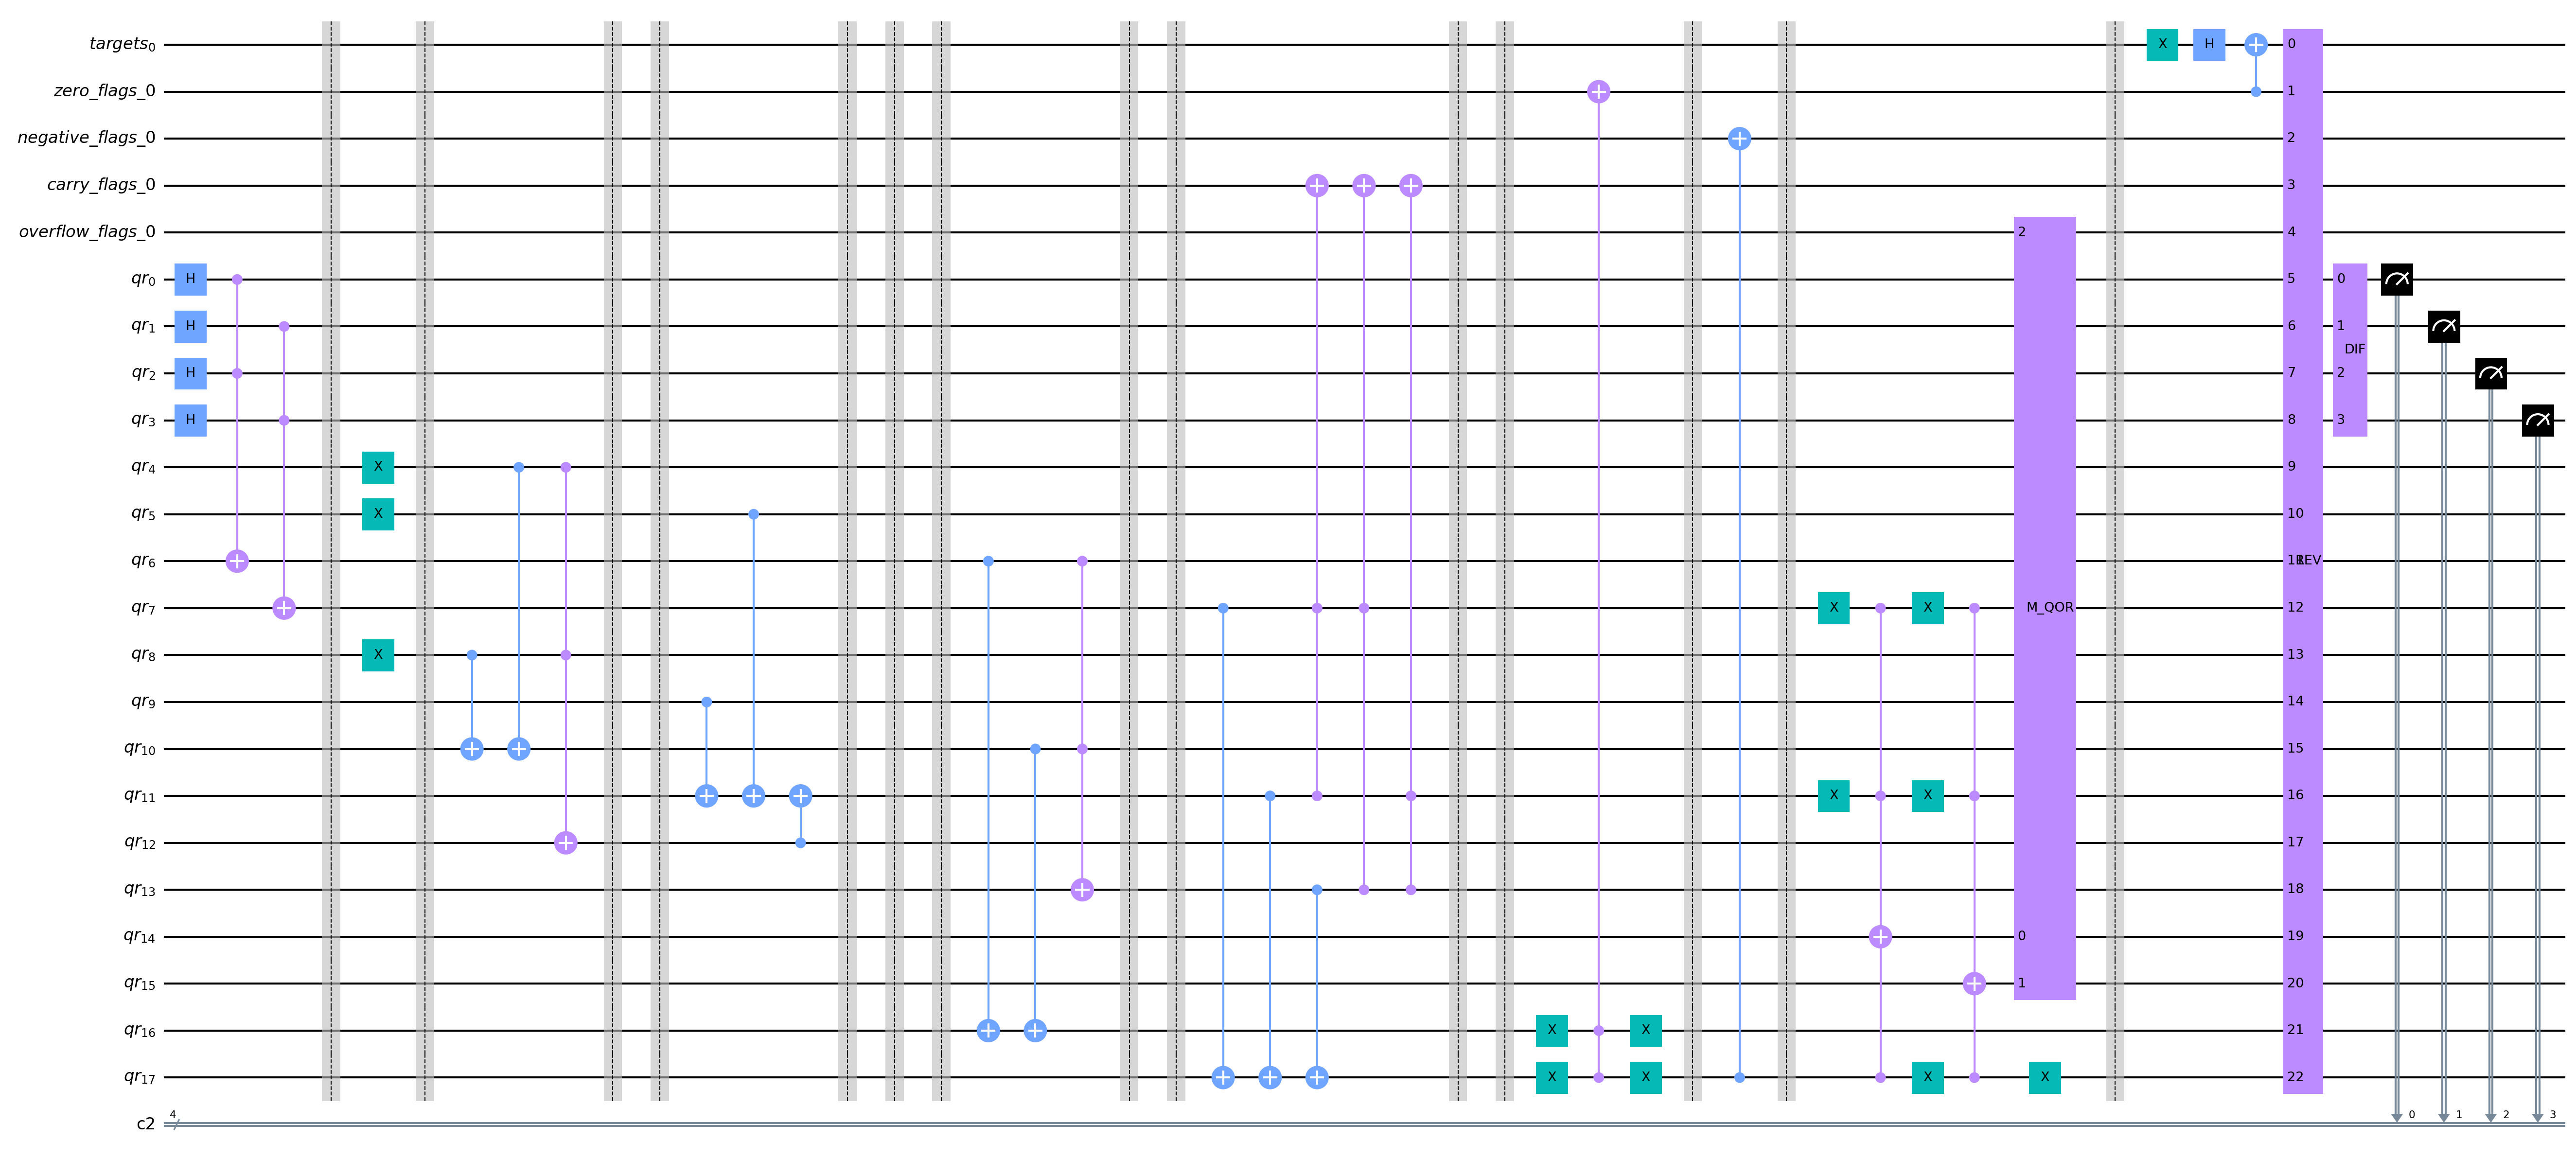 targets₀ X H 0
zero_flags_0 1
negative_flags_0 2
carry_flags_0 3
overflow_flags_0 2 4
qr₀ H 5 0
qr₁ H 6 1
DIF
qr₂ H 7 2
qr₃ H 8 3
qr₄ X 9
qr₅ X 10
qr₆ 11 REV
qr₇ X X M_QOR 12
qr₈ X 13
qr₉ 14
qr₁₀ 15
qr₁₁ X X 16
qr₁₂ 17
qr₁₃ 18
qr₁₄ 0 19
qr₁₅ 1 20
qr₁₆ X X 21
qr₁₇ X X X X 22
4 0 1 2 3
c2